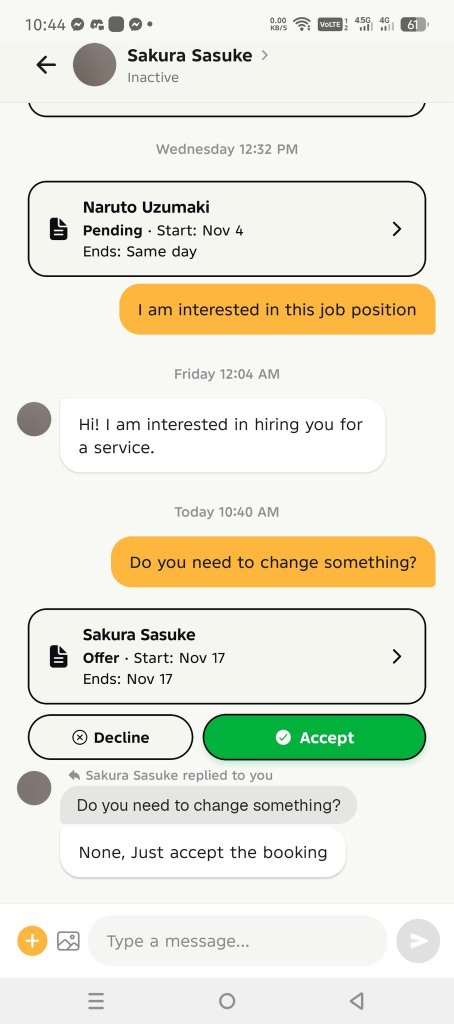 10:44
0.00 KB/S VoLTE 1 2 4.5G 4G 61
Sakura Sasuke
Inactive
Wednesday 12:32 PM
Naruto Uzumaki
Pending · Start: Nov 4
Ends: Same day
I am interested in this job position
Friday 12:04 AM
Hi! I am interested in hiring you for
a service.
Today 10:40 AM
Do you need to change something?
Sakura Sasuke
Offer · Start: Nov 17
Ends: Nov 17
Decline
Accept
Sakura Sasuke replied to you
Do you need to change something?
None, Just accept the booking
Type a message...